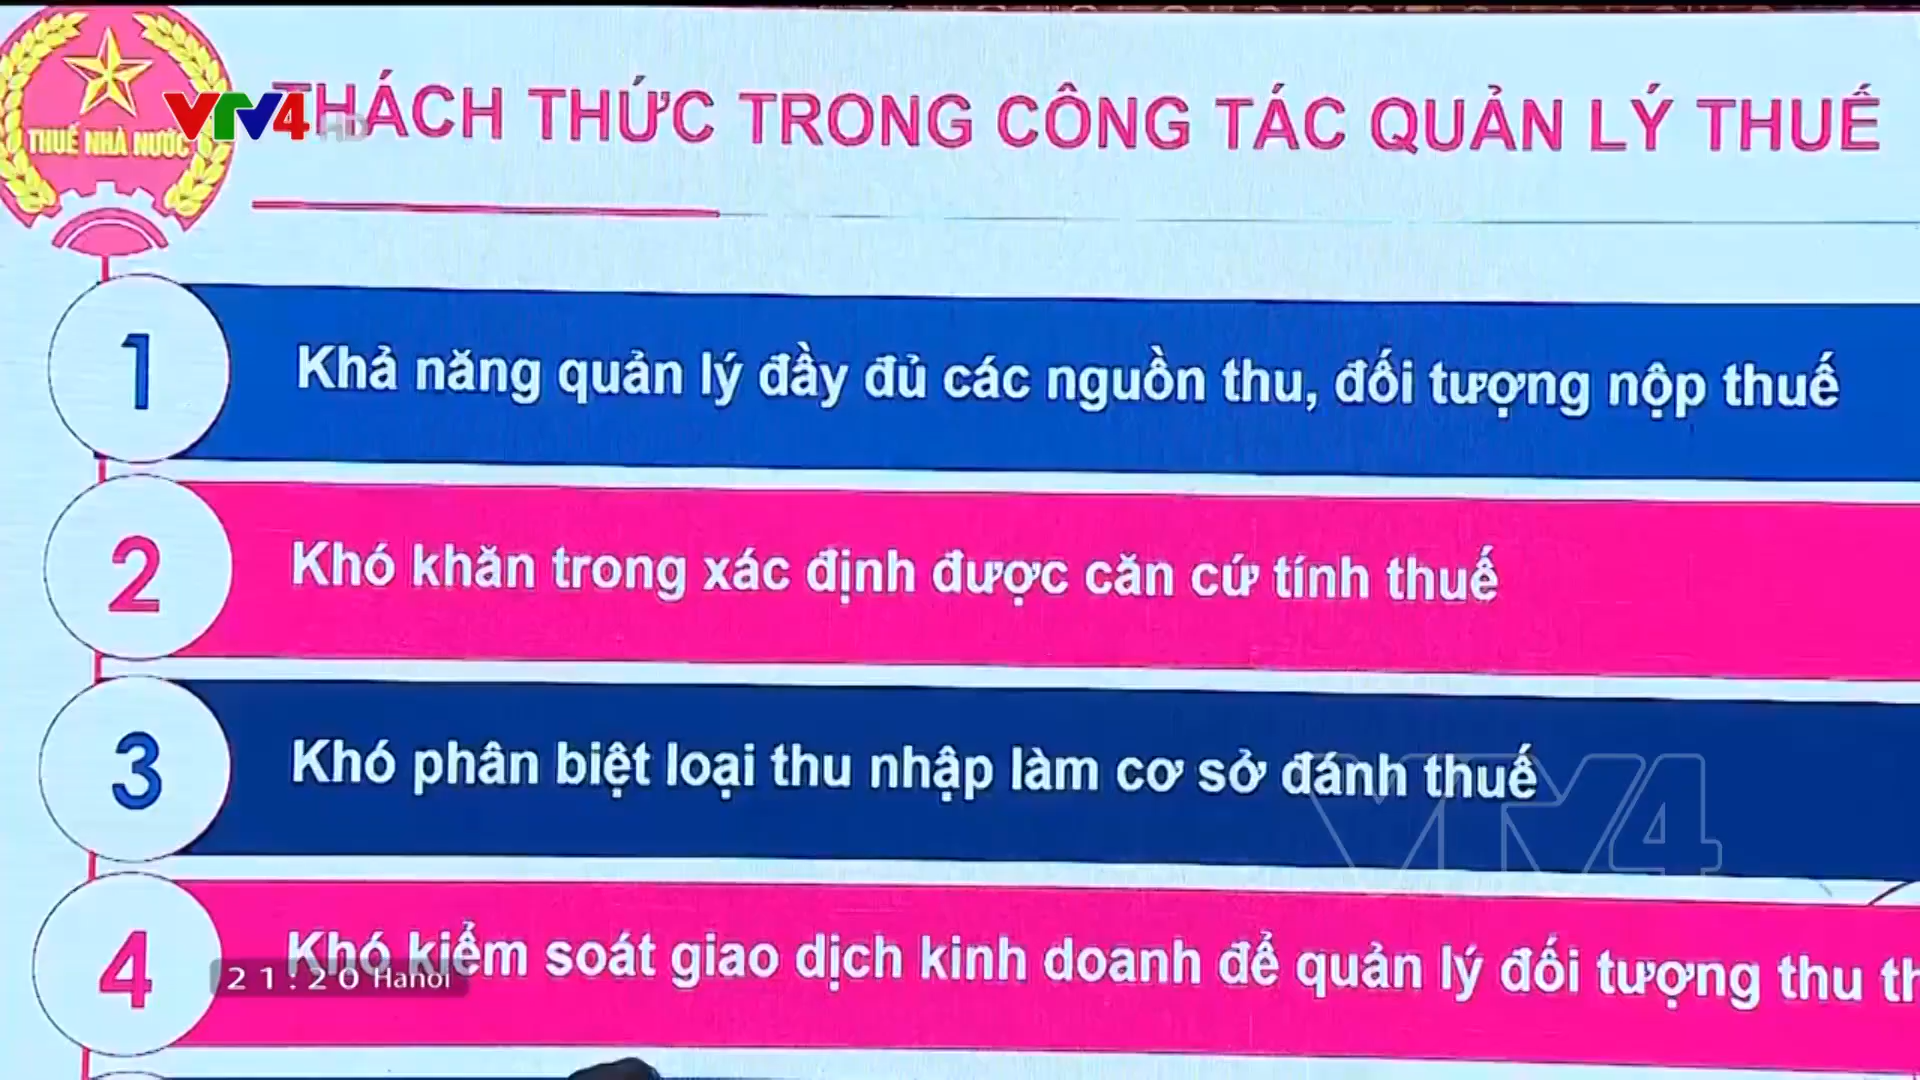 THUẾ NHÀ NƯỚC
VTV4 HD
THÁCH THỨC TRONG CÔNG TÁC QUẢN LÝ THUẾ
1
Khả năng quản lý đầy đủ các nguồn thu, đối tượng nộp thuế
2
Khó khăn trong xác định được căn cứ tính thuế
3
Khó phân biệt loại thu nhập làm cơ sở đánh thuế
VTV4
4
Khó kiểm soát giao dịch kinh doanh để quản lý đối tượng thu
21:20 Hanoi